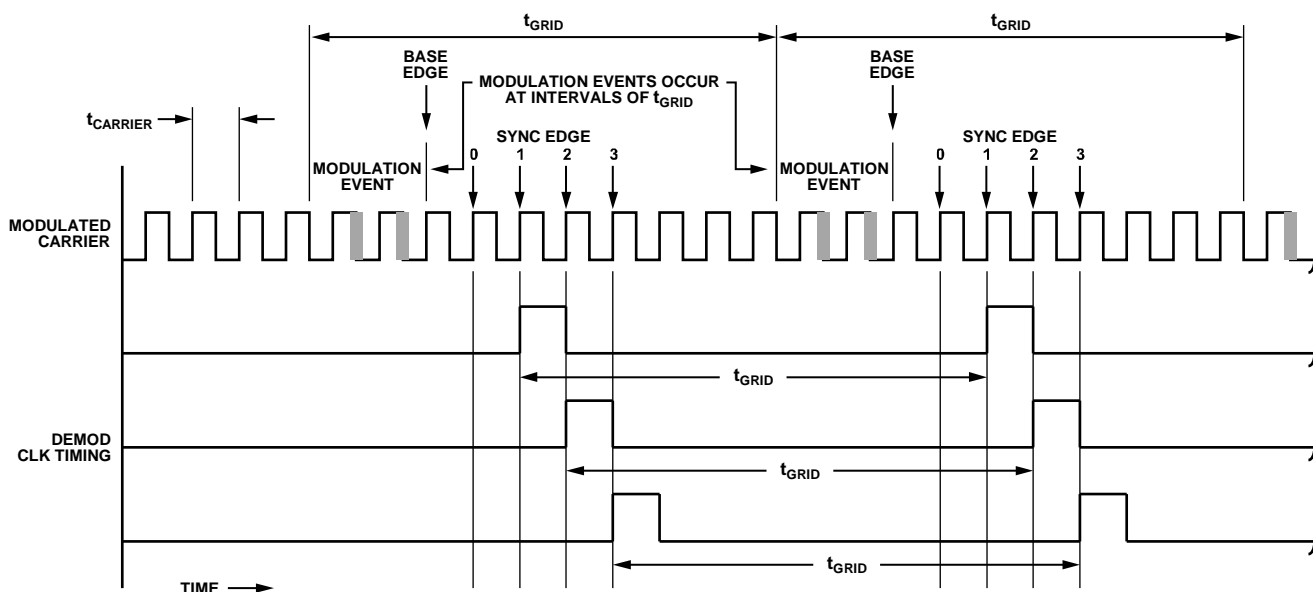 tGRID
tGRID
BASE
EDGE
BASE
EDGE
MODULATION EVENTS OCCUR
AT INTERVALS OF tGRID
tCARRIER
SYNC EDGE
0 1 2 3
SYNC EDGE
0 1 2 3
MODULATION
EVENT
MODULATION
EVENT
MODULATED
CARRIER
tGRID
DEMOD
CLK TIMING
tGRID
tGRID
TIME